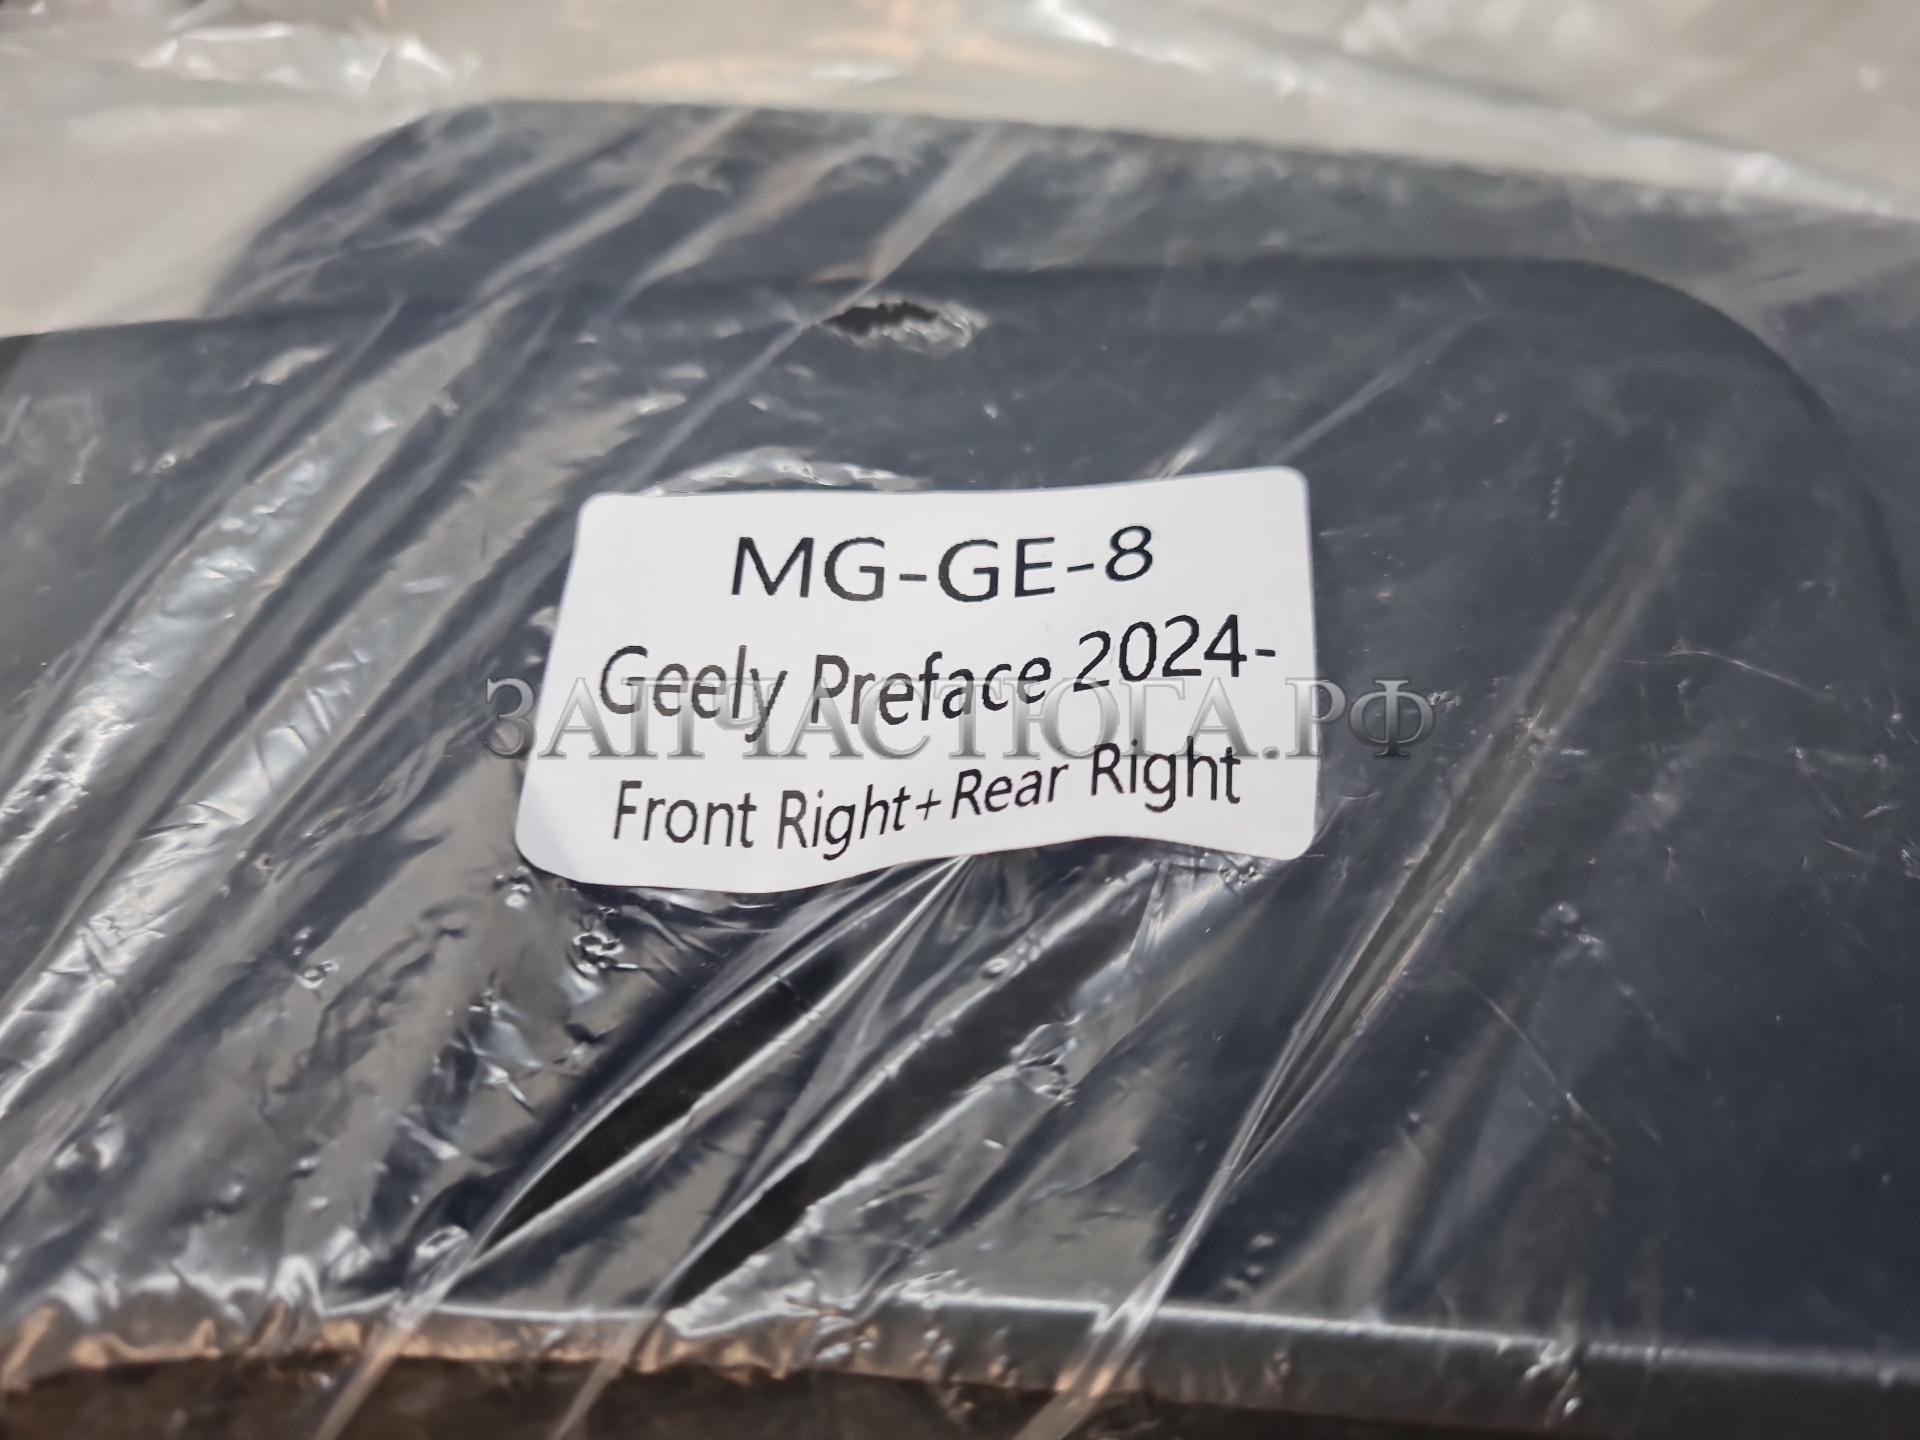 MG-GE-8
Geely Preface 2024-
ЗАПЧАСТЮГА.РФ
Front Right+Rear Right